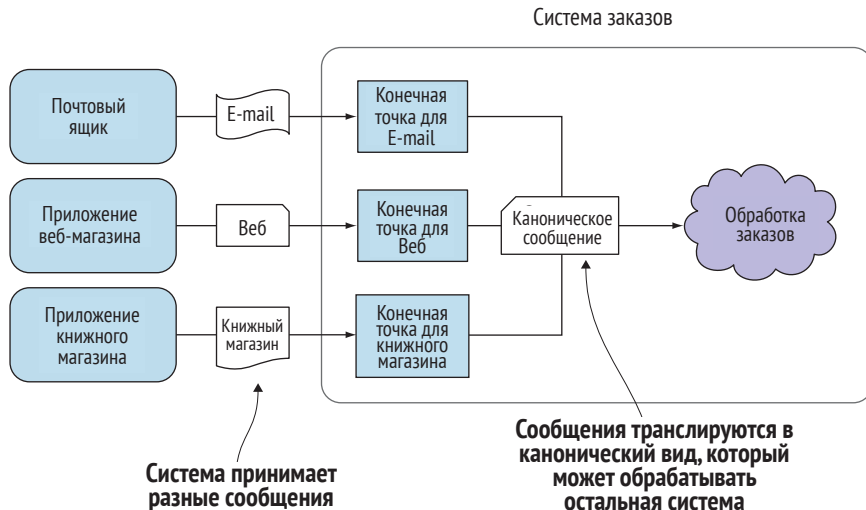 Система заказов
Почтовый
ящик
E-mail
Конечная
точка для
E-mail
Приложение
веб-магазина
Веб
Конечная
точка для
Веб
Каноническое
сообщение
Обработка
заказов
Приложение
книжного
магазина
Книжный
магазин
Конечная
точка для
книжного
магазина
Система принимает
разные сообщения
Сообщения транслируются в
канонический вид, который
может обрабатывать
остальная система